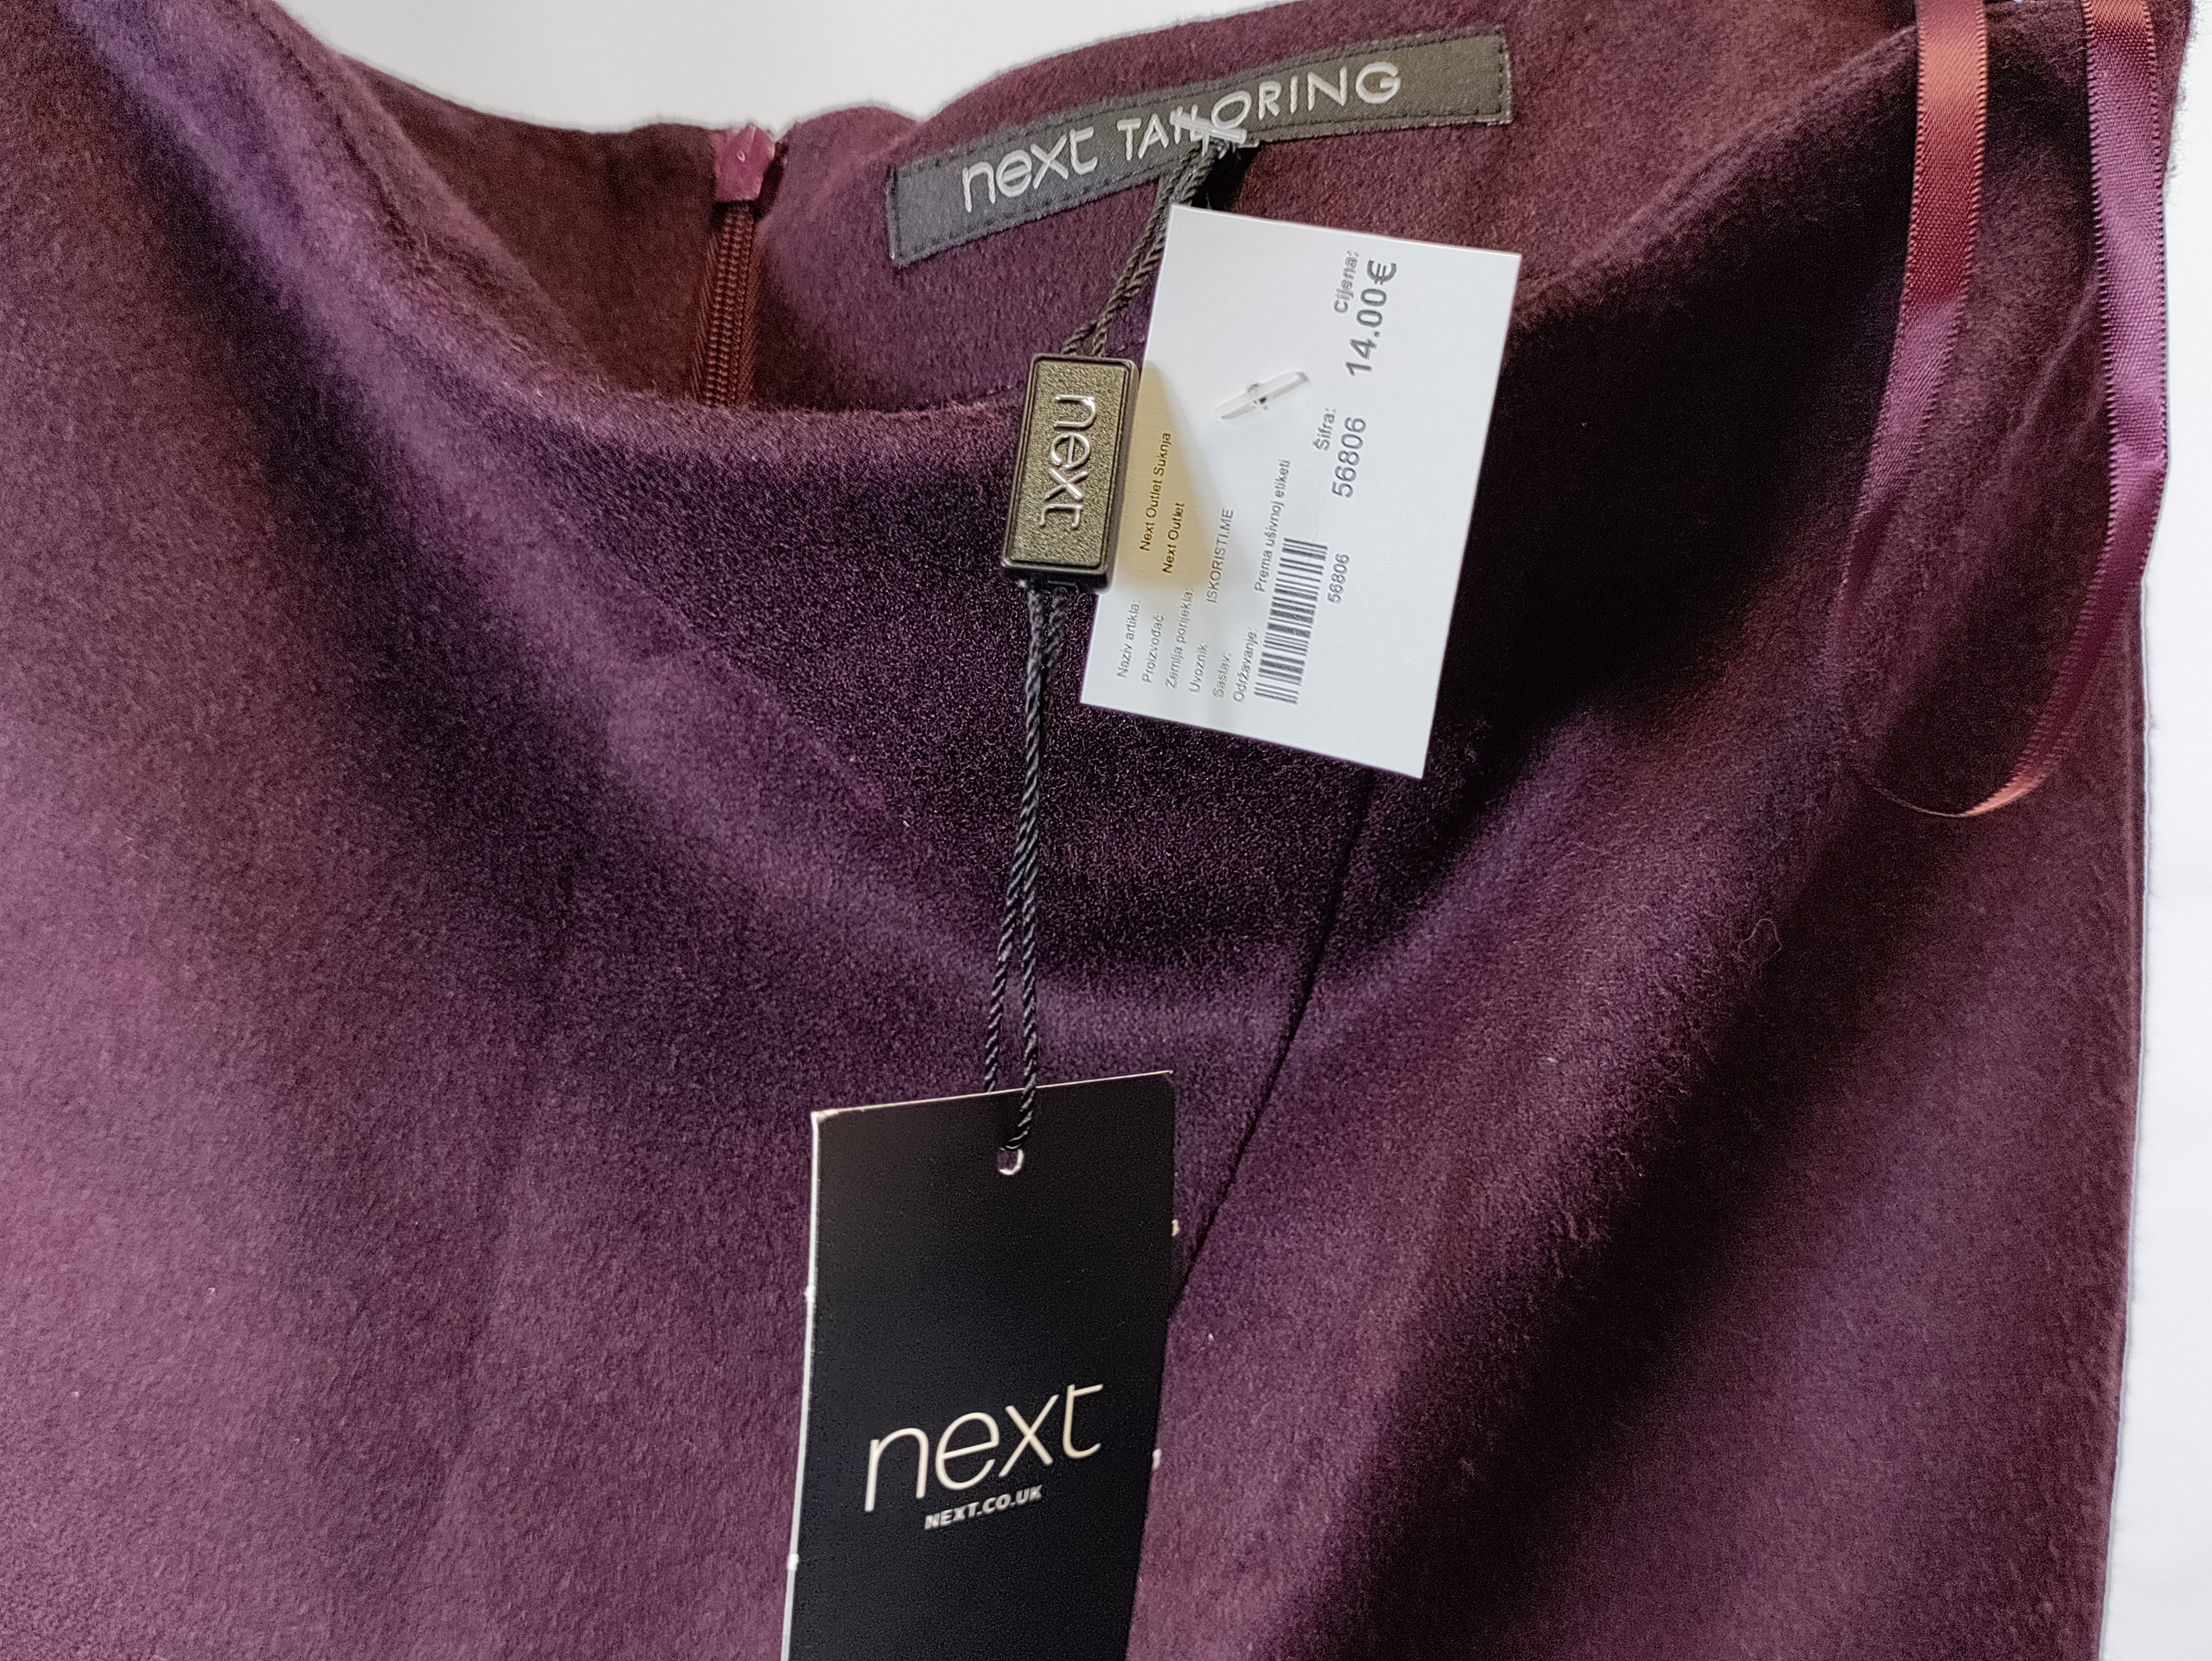 next TAILORING
next
Naziv artikla: Next Outlet Suknja
Proizvođač: Next Outlet
Zemlja porijekla:
Uvoznik: ISKORISTI.ME
Sastav:
Održavanje: Prema ušivnoj etiketi
56806
Šifra: Cijena:
56806 14.00€
next
NEXT.CO.UK